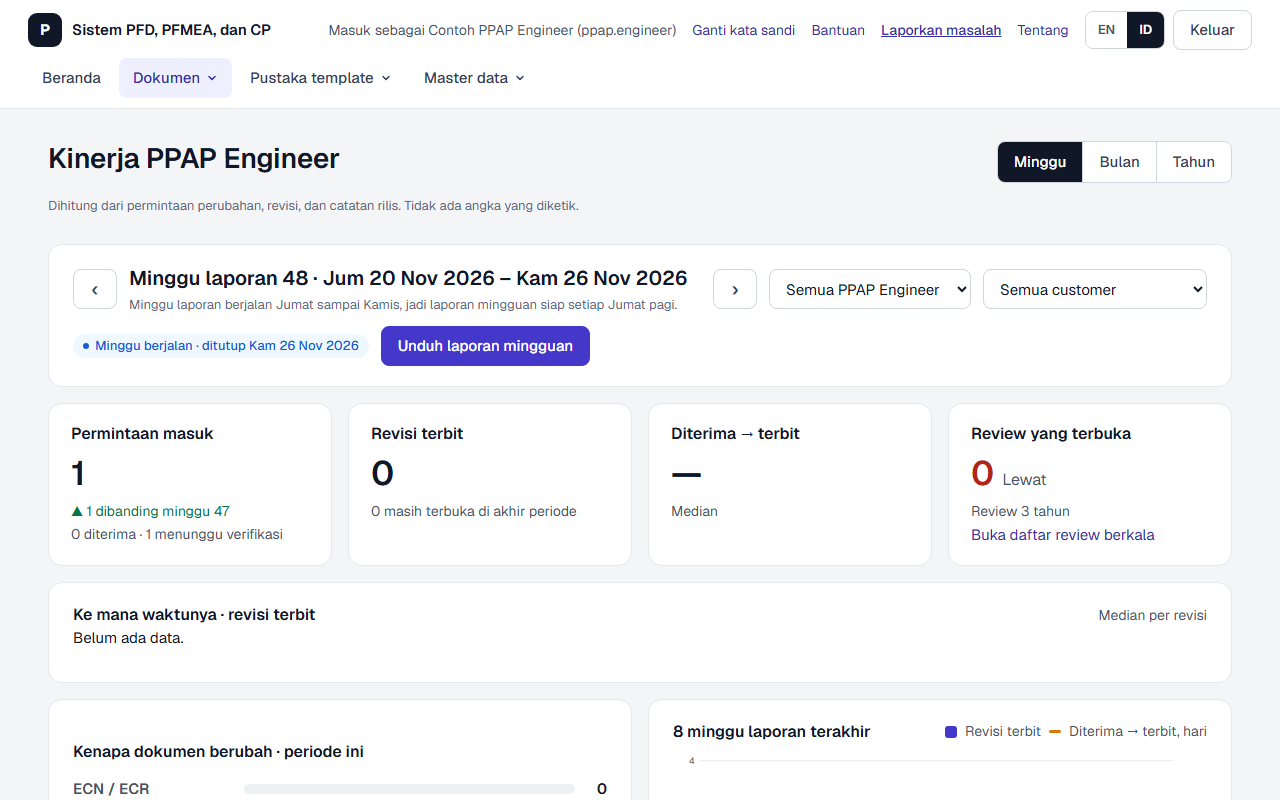 P Sistem PFD, PFMEA, dan CP Masuk sebagai Contoh PPAP Engineer (ppap.engineer) Ganti kata sandi Bantuan Laporkan masalah Tentang EN ID Keluar
Beranda Dokumen Pustaka template Master data
Kinerja PPAP Engineer Minggu Bulan Tahun
Dihitung dari permintaan perubahan, revisi, dan catatan rilis. Tidak ada angka yang diketik.
‹ Minggu laporan 48 · Jum 20 Nov 2026 – Kam 26 Nov 2026 › Semua PPAP Engineer Semua customer
Minggu laporan berjalan Jumat sampai Kamis, jadi laporan mingguan siap setiap Jumat pagi.
Minggu berjalan · ditutup Kam 26 Nov 2026 Unduh laporan mingguan
Permintaan masuk
1
▲ 1 dibanding minggu 47
0 diterima · 1 menunggu verifikasi
Revisi terbit
0
0 masih terbuka di akhir periode
Diterima → terbit
—
Median
Review yang terbuka
0 Lewat
Review 3 tahun
Buka daftar review berkala
Ke mana waktunya · revisi terbit Median per revisi
Belum ada data.
Kenapa dokumen berubah · periode ini
ECN / ECR 0
8 minggu laporan terakhir Revisi terbit Diterima → terbit, hari
4